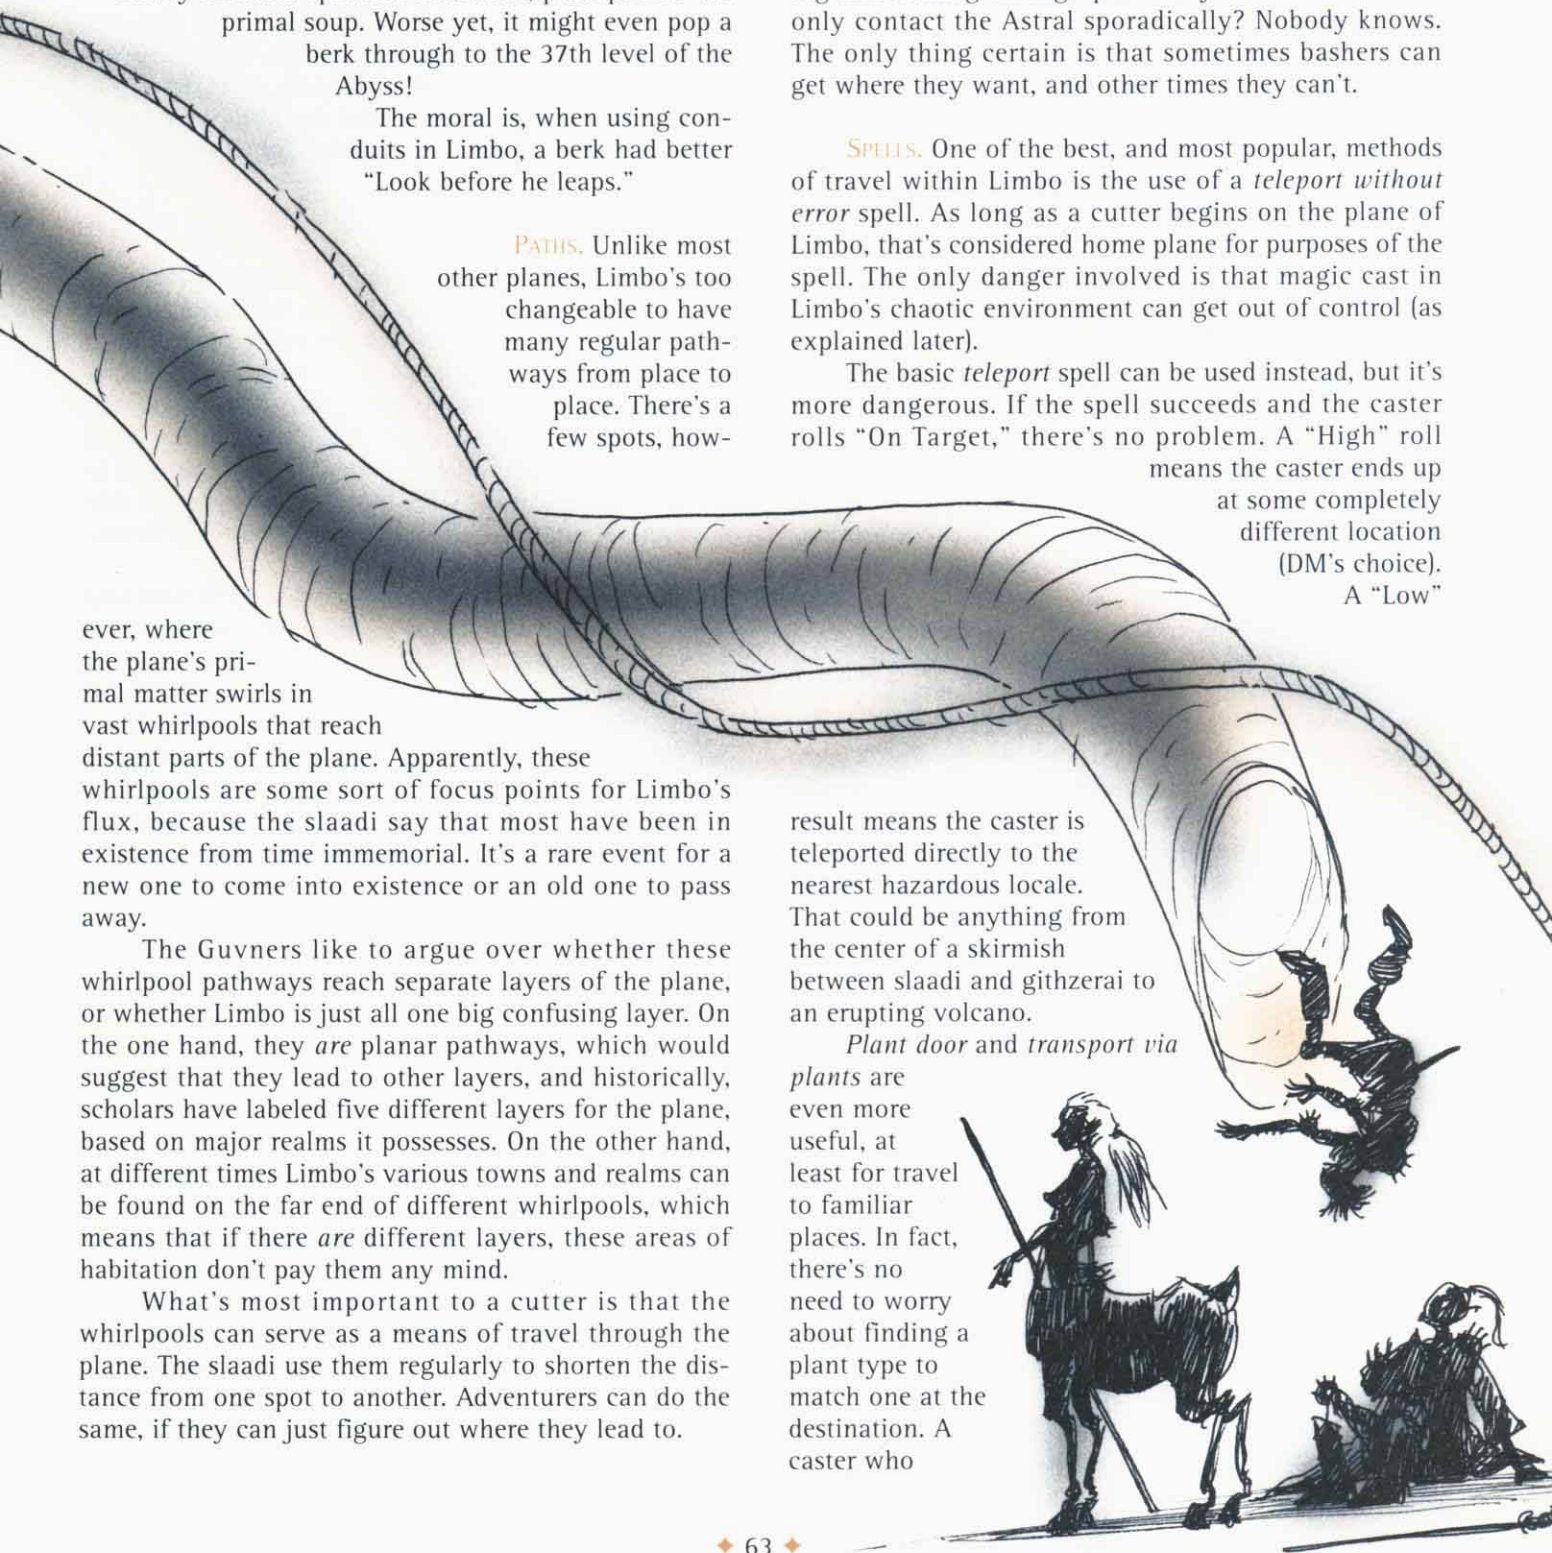 primal soup. Worse yet, it might even pop a
berk through to the 37th level of the
Abyss!
The moral is, when using con-
duits in Limbo, a berk had better
“Look before he leaps.”
PATHS. Unlike most
other planes, Limbo's too
changeable to have
many regular path-
ways from place to
place. There's a
few spots, how-
ever, where
the plane's pri-
mal matter swirls in
vast whirlpools that reach
distant parts of the plane. Apparently, these
whirlpools are some sort of focus points for Limbo's
flux, because the slaadi say that most have been in
existence from time immemorial. It's a rare event for a
new one to come into existence or an old one to pass
away.
The Guvners like to argue over whether these
whirlpool pathways reach separate layers of the plane,
or whether Limbo is just all one big confusing layer. On
the one hand, they are planar pathways, which would
suggest that they lead to other layers, and historically,
scholars have labeled five different layers for the plane,
based on major realms it possesses. On the other hand,
at different times Limbo's various towns and realms can
be found on the far end of different whirlpools, which
means that if there are different layers, these areas of
habitation don't pay them any mind.
What's most important to a cutter is that the
whirlpools can serve as a means of travel through the
plane. The slaadi use them regularly to shorten the dis-
tance from one spot to another. Adventurers can do the
same, if they can just figure out where they lead to.
only contact the Astral sporadically? Nobody knows.
The only thing certain is that sometimes bashers can
get where they want, and other times they can't.
SPELLS. One of the best, and most popular, methods
of travel within Limbo is the use of a teleport without
error spell. As long as a cutter begins on the plane of
Limbo, that's considered home plane for purposes of the
spell. The only danger involved is that magic cast in
Limbo's chaotic environment can get out of control (as
explained later).
The basic teleport spell can be used instead, but it's
more dangerous. If the spell succeeds and the caster
rolls “On Target,” there's no problem. A “High” roll
means the caster ends up
at some completely
different location
(DM's choice).
A “Low”
result means the caster is
teleported directly to the
nearest hazardous locale.
That could be anything from
the center of a skirmish
between slaadi and githzerai to
an erupting volcano.
Plant door and transport via
plants are
even more
useful, at
least for travel
to familiar
places. In fact,
there's no
need to worry
about finding a
plant type to
match one at the
destination. A
caster who
63